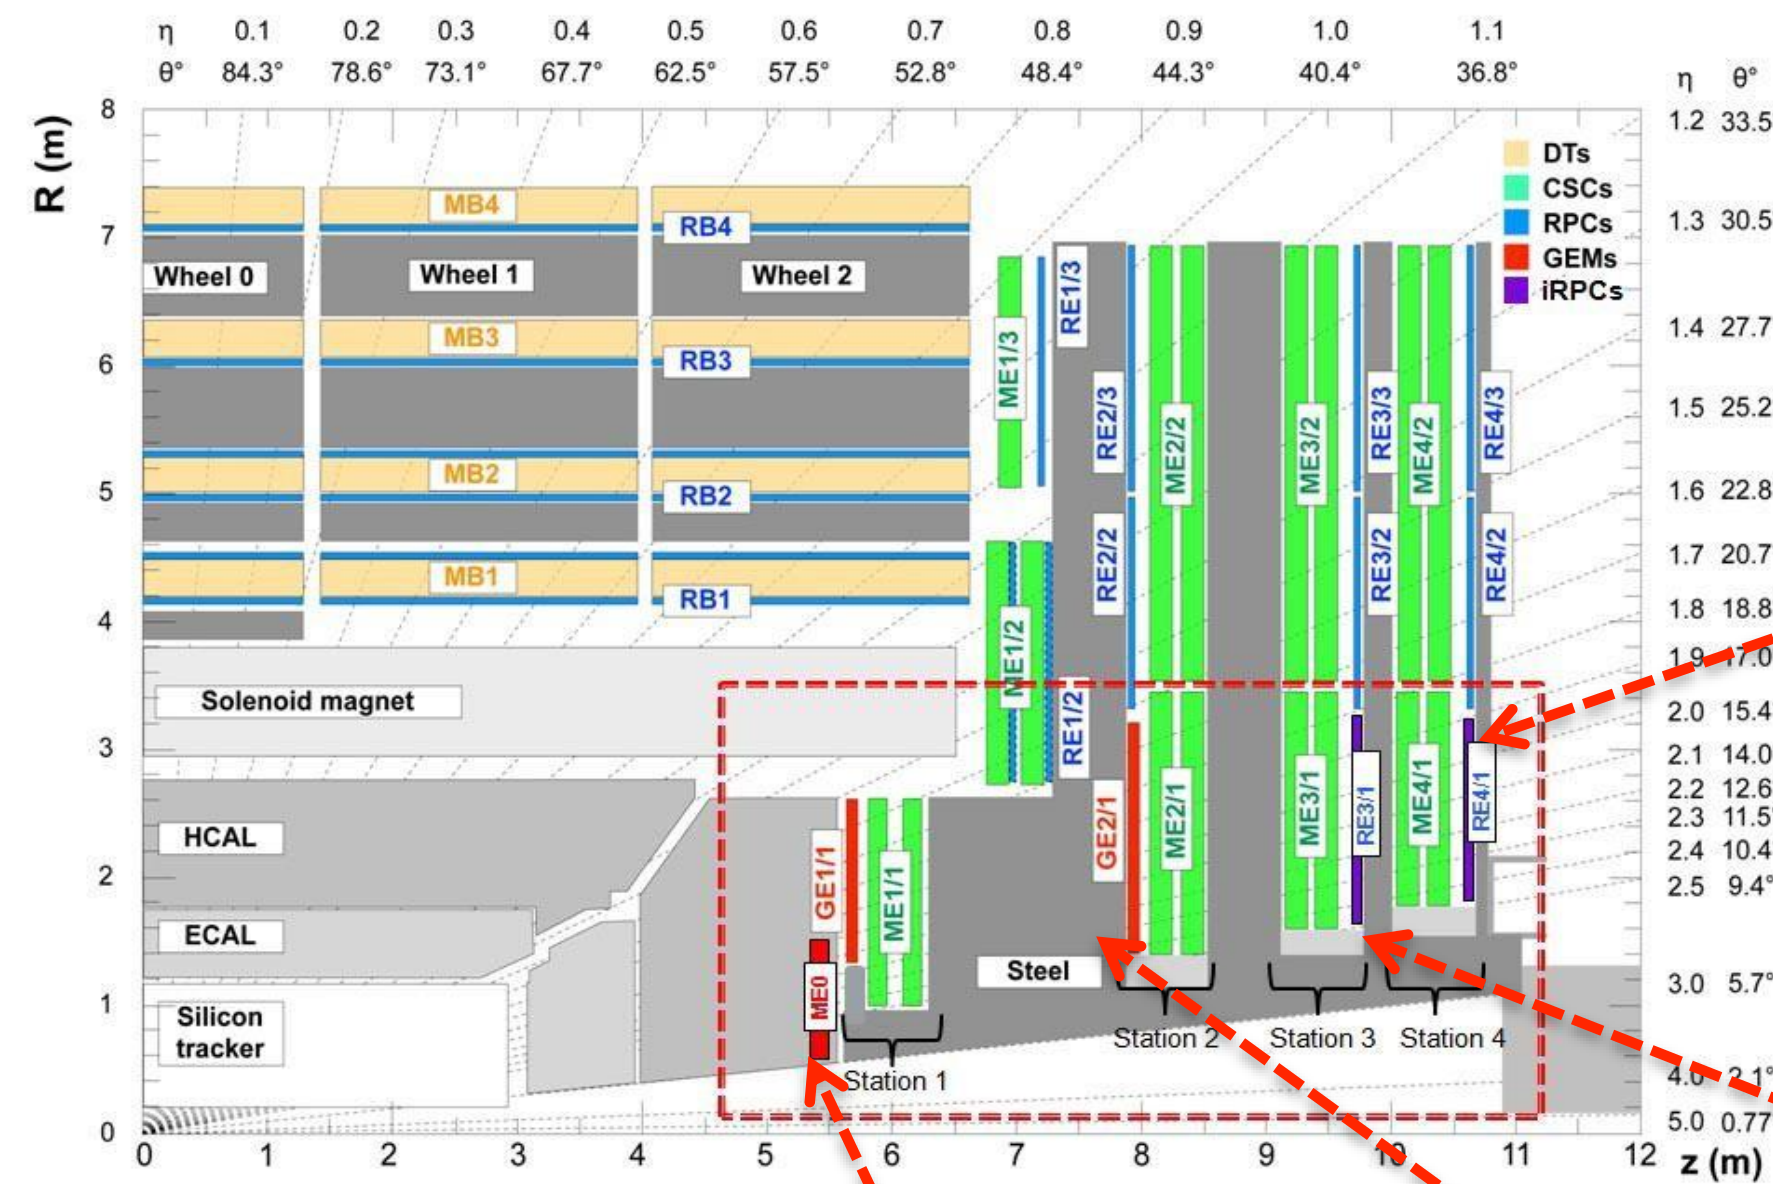 η 0.1 0.2 0.3 0.4 0.5 0.6 0.7 0.8 0.9 1.0 1.1
θ° 84.3° 78.6° 73.1° 67.7° 62.5° 57.5° 52.8° 48.4° 44.3° 40.4° 36.8°
η θ°
R (m)
8
7
6
5
4
3
2
1
0
1.2 33.5
1.3 30.5
1.4 27.7
1.5 25.2
1.6 22.8
1.7 20.7
1.8 18.8
1.9 17.0
2.0 15.4
2.1 14.0
2.2 12.6
2.3 11.5°
2.4 10.4
2.5 9.4°
3.0 5.7°
4.0 2.1°
5.0 0.77
DTs
CSCs
RPCs
GEMs
iRPCs
MB4
RB4
Wheel 0
Wheel 1
Wheel 2
MB3
RB3
MB2
RB2
MB1
RB1
Solenoid magnet
HCAL
ECAL
Silicon
tracker
ME1/3
RE1/3
ME1/2
RE1/2
RE2/3
RE2/2
ME2/2
ME3/2
RE3/3
RE3/2
ME4/2
RE4/3
RE4/2
GE1/1
ME1/1
ME0
GE2/1
ME2/1
ME3/1
RE3/1
ME4/1
RE4/1
Steel
Station 1
Station 2
Station 3
Station 4
0 1 2 3 4 5 6 7 8 9 10 11 12 z (m)